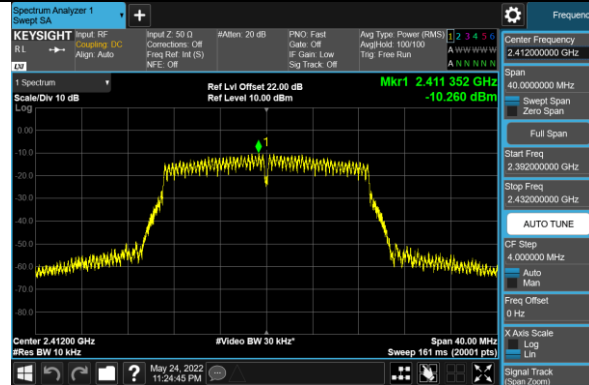 Spectrum Analyzer 1
Swept SA
+
Frequenc
KEYSIGHT
RL
LXI
Input: RF
Coupling: DC
Align: Auto
Input Z: 50 Ω
Corrections: Off
Freq Ref: Int (S)
NFE: Off
#Atten: 20 dB
PNO: Fast
Gate: Off
IF Gain: Low
Sig Track: Off
Avg Type: Power (RMS)
Avg|Hold: 100/100
Trig: Free Run
1 2 3 4 5 6
A W W W W W
A N N N N N
1 Spectrum
Scale/Div 10 dB
Log
Ref Lvl Offset 22.00 dB
Ref Level 10.00 dBm
Mkr1 2.411 352 GHz
-10.260 dBm
1
0.00
-10.0
-20.0
-30.0
-40.0
-50.0
-60.0
-70.0
-80.0
Center 2.41200 GHz
#Res BW 10 kHz
#Video BW 30 kHz*
Span 40.00 MHz
Sweep 161 ms (20001 pts)
Center Frequency
2.412000000 GHz
Span
40.0000000 MHz
Swept Span
Zero Span
Full Span
Start Freq
2.392000000 GHz
Stop Freq
2.432000000 GHz
AUTO TUNE
CF Step
4.000000 MHz
Auto
Man
Freq Offset
0 Hz
X Axis Scale
Log
Lin
Signal Track
(Span Zoom)
?
May 24, 2022
11:24:45 PM